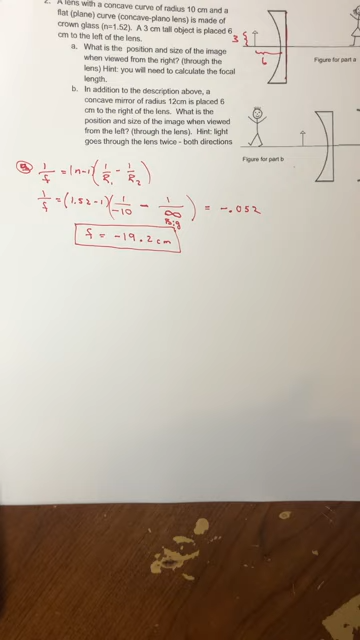 2. A lens with a concave curve of radius 10 cm and a
flat (plane) curve (concave-plano lens) is made of
crown glass (n=1.52). A 3 cm tall object is placed 6
cm to the left of the lens.
a. What is the position and size of the image
when viewed from the right? (through the
lens) Hint: you will need to calculate the focal
length.
b. In addition to the description above, a
concave mirror of radius 12cm is placed 6
cm to the right of the lens. What is the
position and size of the image when viewed
from the left? (through the lens). Hint: light
goes through the lens twice - both directions
3
6
Figure for part a
Figure for part b
1/f = (n-1)(1/R₁ - 1/R₂)
1/f = (1.52-1)(1/-10 - 1/∞) = -.052
Big
f = -19.2cm